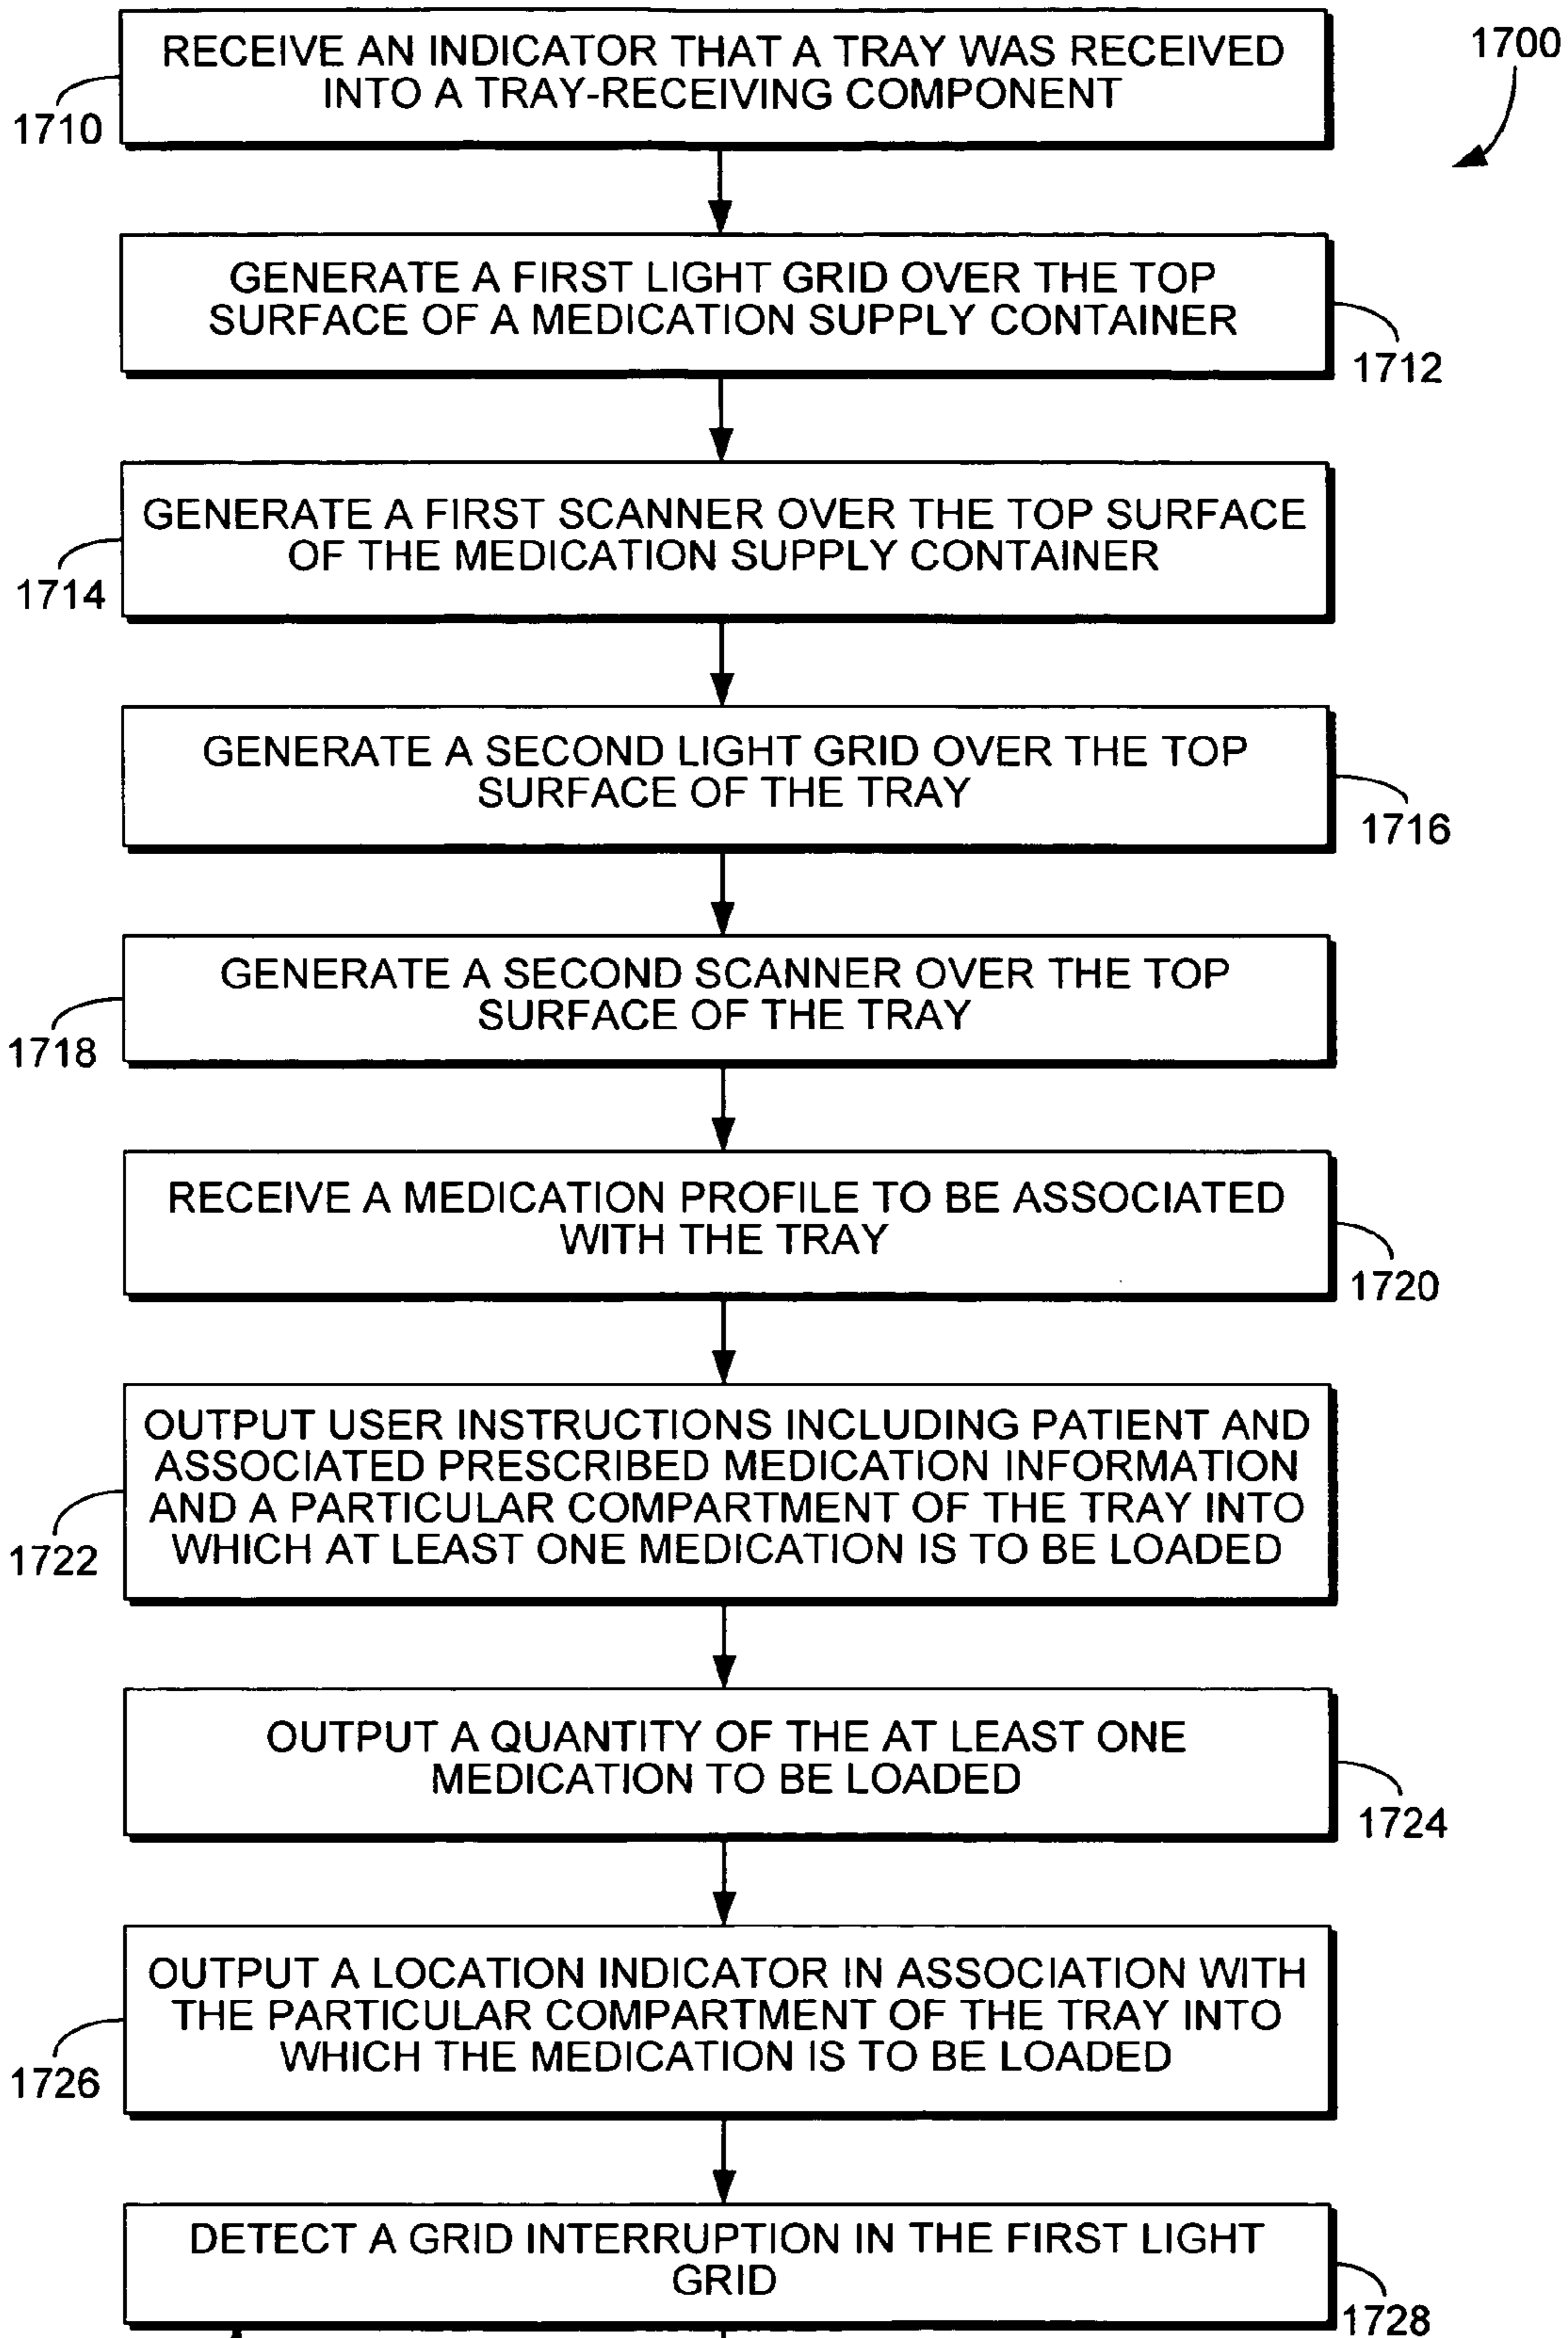 1700
RECEIVE AN INDICATOR THAT A TRAY WAS RECEIVED
INTO A TRAY-RECEIVING COMPONENT
1710
GENERATE A FIRST LIGHT GRID OVER THE TOP
SURFACE OF A MEDICATION SUPPLY CONTAINER
1712
GENERATE A FIRST SCANNER OVER THE TOP SURFACE
OF THE MEDICATION SUPPLY CONTAINER
1714
GENERATE A SECOND LIGHT GRID OVER THE TOP
SURFACE OF THE TRAY
1716
GENERATE A SECOND SCANNER OVER THE TOP
SURFACE OF THE TRAY
1718
RECEIVE A MEDICATION PROFILE TO BE ASSOCIATED
WITH THE TRAY
1720
OUTPUT USER INSTRUCTIONS INCLUDING PATIENT AND
ASSOCIATED PRESCRIBED MEDICATION INFORMATION
AND A PARTICULAR COMPARTMENT OF THE TRAY INTO
WHICH AT LEAST ONE MEDICATION IS TO BE LOADED
1722
OUTPUT A QUANTITY OF THE AT LEAST ONE
MEDICATION TO BE LOADED
1724
OUTPUT A LOCATION INDICATOR IN ASSOCIATION WITH
THE PARTICULAR COMPARTMENT OF THE TRAY INTO
WHICH THE MEDICATION IS TO BE LOADED
1726
DETECT A GRID INTERRUPTION IN THE FIRST LIGHT
GRID
1728